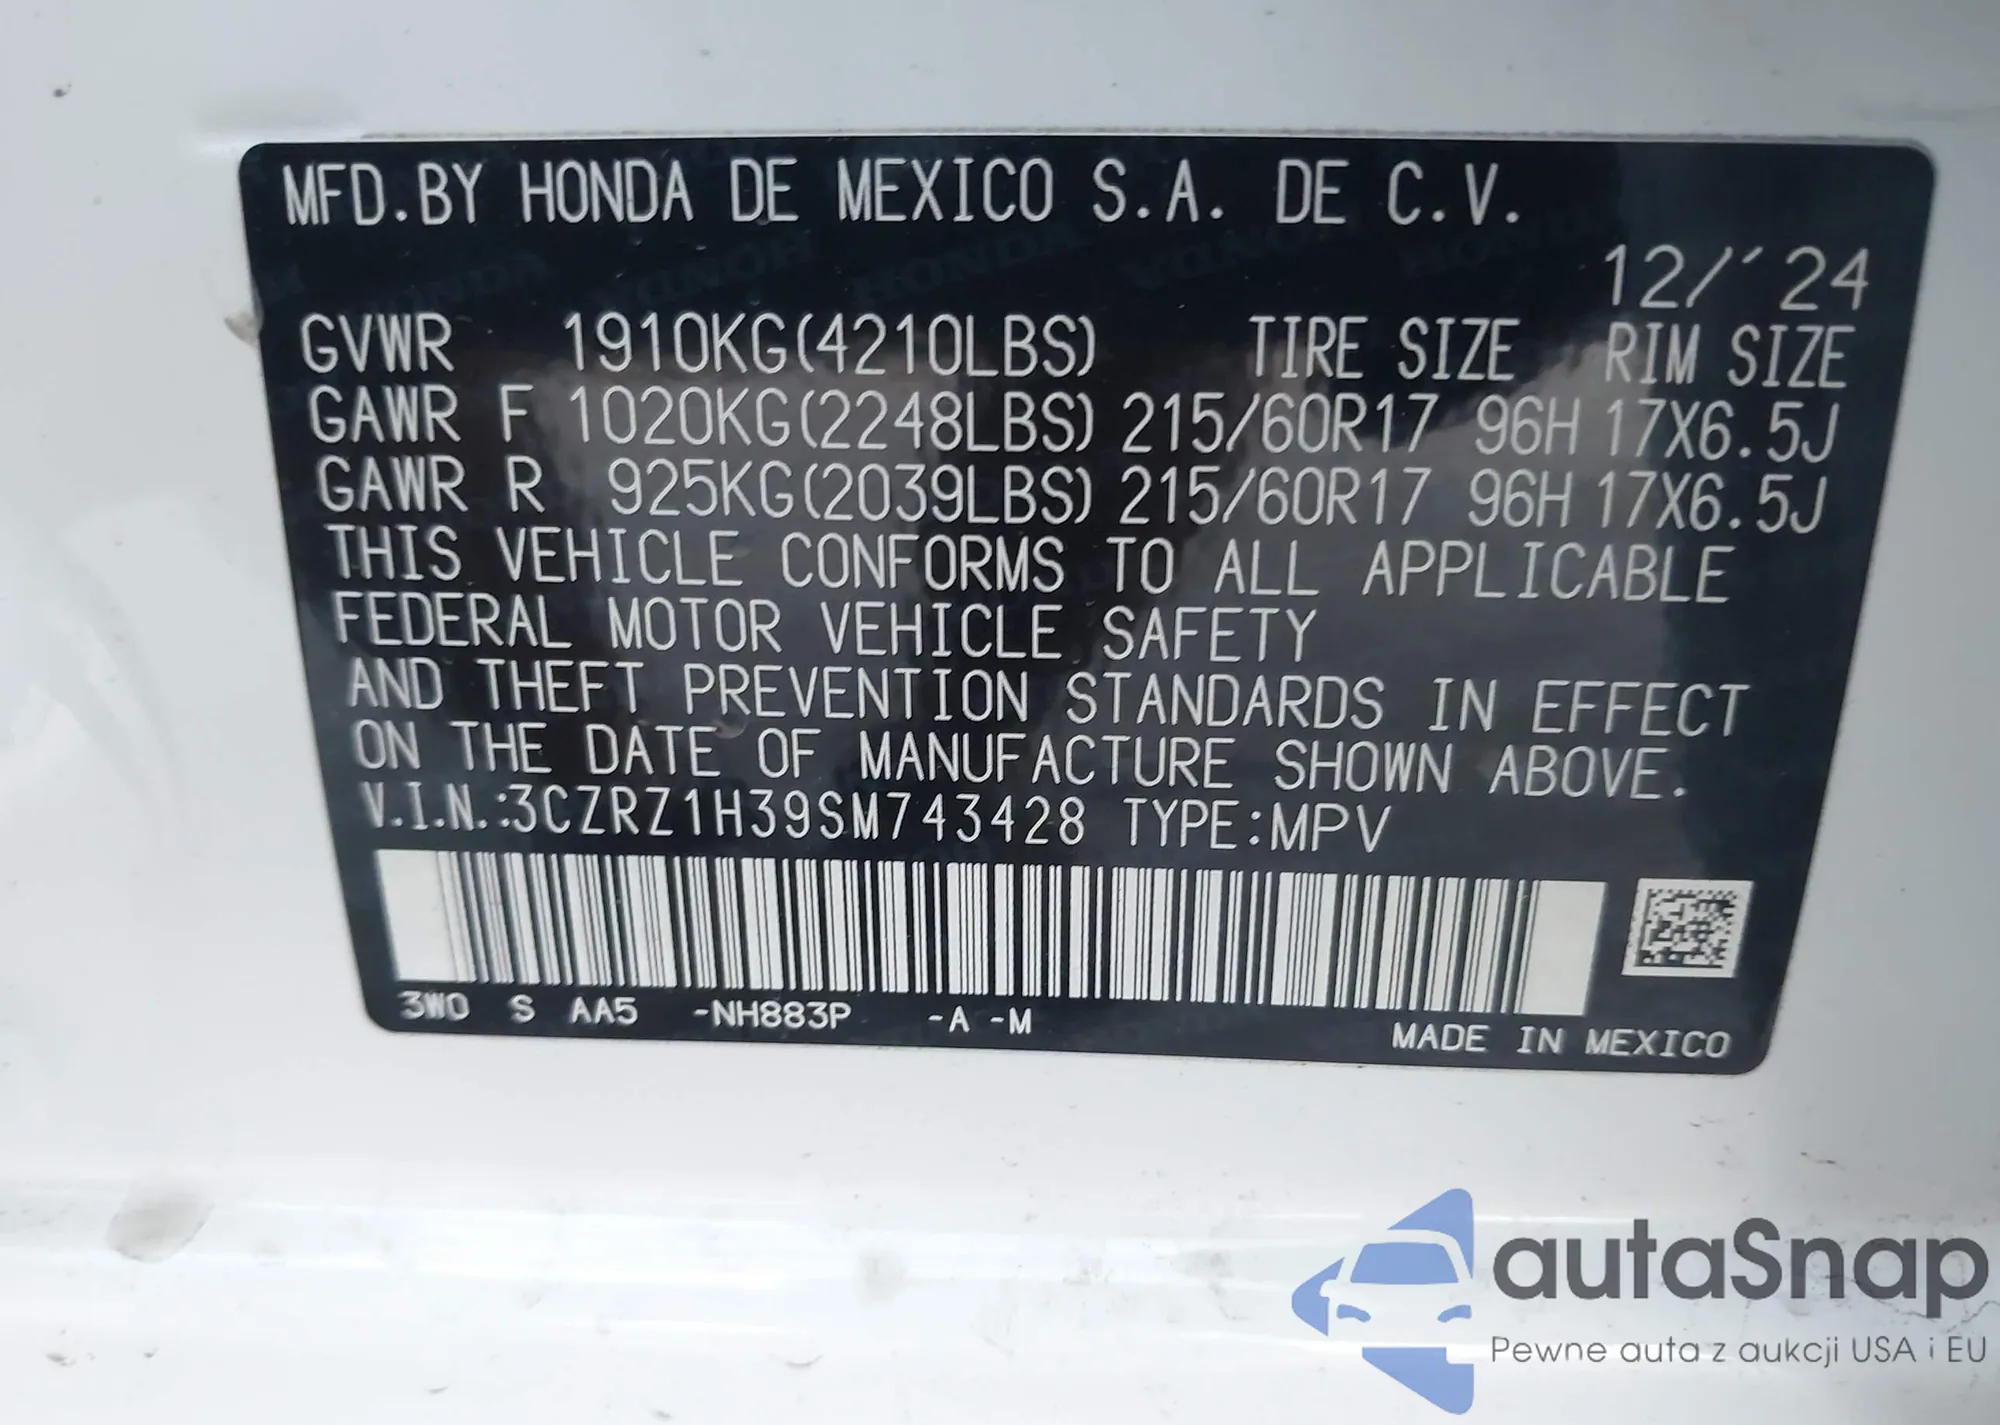 MFD.BY HONDA DE MEXICO S.A. DE C.V.
12/'24
GVWR 1910KG(4210LBS) TIRE SIZE RIM SIZE
GAWR F 1020KG(2248LBS) 215/60R17 96H 17X6.5J
GAWR R 925KG(2039LBS) 215/60R17 96H 17X6.5J
THIS VEHICLE CONFORMS TO ALL APPLICABLE
FEDERAL MOTOR VEHICLE SAFETY
AND THEFT PREVENTION STANDARDS IN EFFECT
ON THE DATE OF MANUFACTURE SHOWN ABOVE.
V.I.N.:3CZRZ1H39SM743428 TYPE:MPV
3W0 S AA5 -NH883P -A -M
MADE IN MEXICO
autaSnap
Pewne auta z aukcji USA i EU